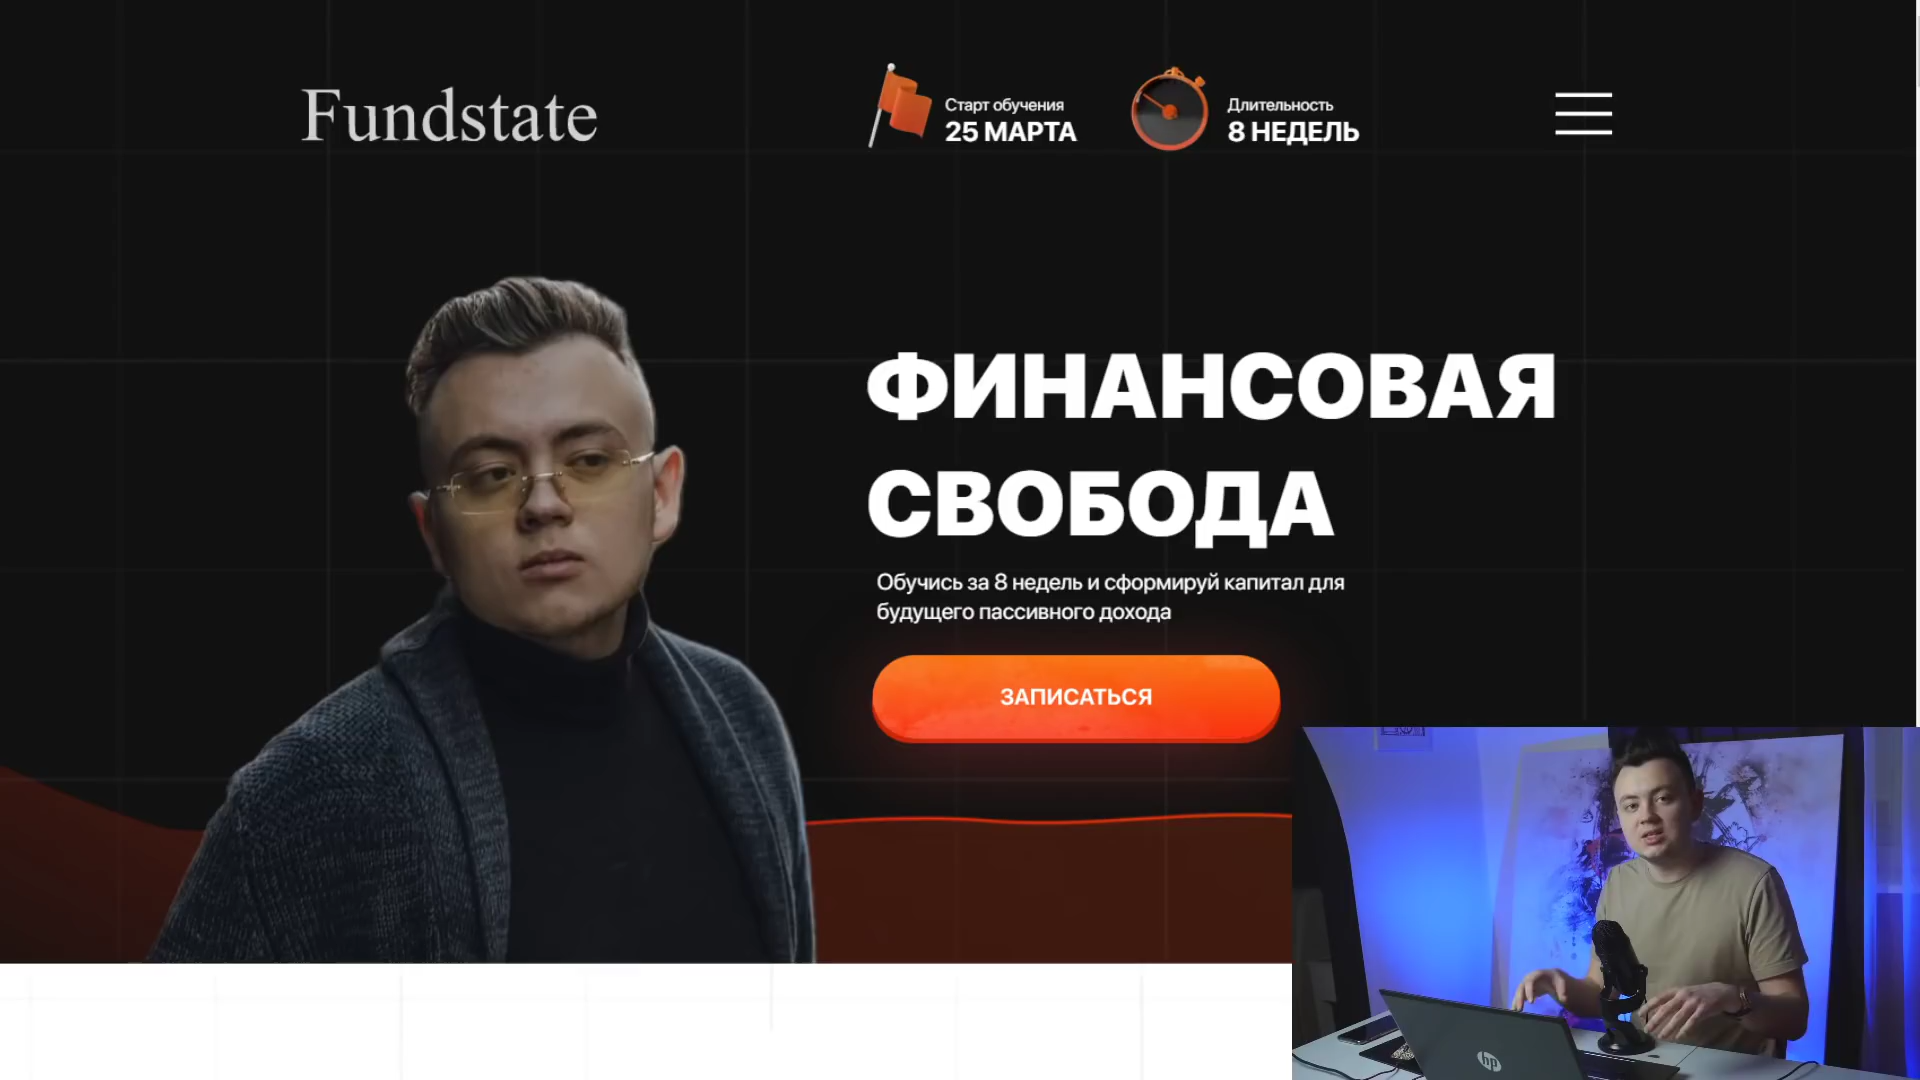 Fundstate
Старт обучения
25 МАРТА
Длительность
8 НЕДЕЛЬ
ФИНАНСОВАЯ
СВОБОДА
Обучись за 8 недель и сформируй капитал для
будущего пассивного дохода
ЗАПИСАТЬСЯ
hp